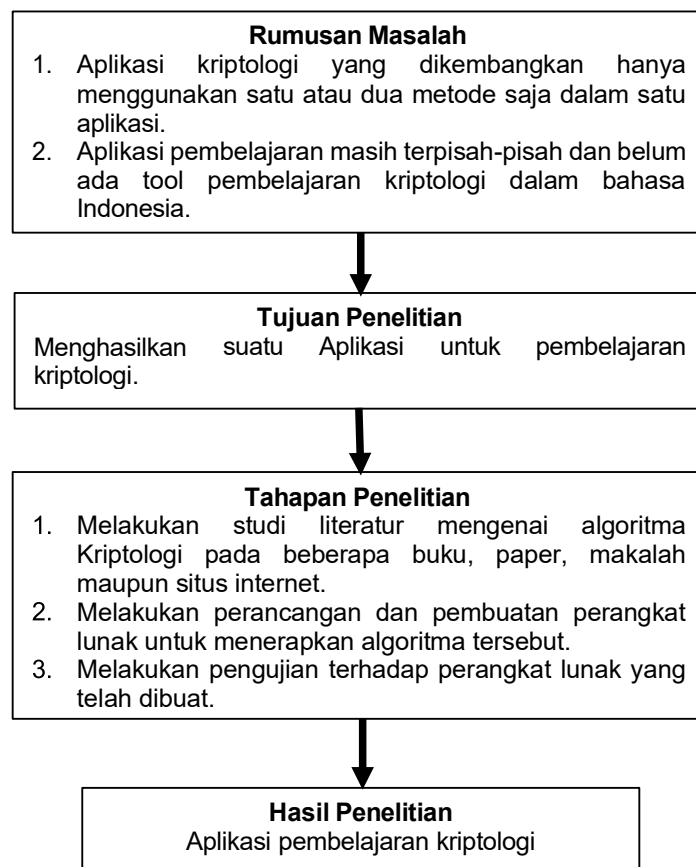 Rumusan Masalah
1. Aplikasi kriptologi yang dikembangkan hanya
menggunakan satu atau dua metode saja dalam satu
aplikasi.
2. Aplikasi pembelajaran masih terpisah-pisah dan belum
ada tool pembelajaran kriptologi dalam bahasa
Indonesia.
Tujuan Penelitian
Menghasilkan suatu Aplikasi untuk pembelajaran
kriptologi.
Tahapan Penelitian
1. Melakukan studi literatur mengenai algoritma
Kriptologi pada beberapa buku, paper, makalah
maupun situs internet.
2. Melakukan perancangan dan pembuatan perangkat
lunak untuk menerapkan algoritma tersebut.
3. Melakukan pengujian terhadap perangkat lunak yang
telah dibuat.
Hasil Penelitian
Aplikasi pembelajaran kriptologi